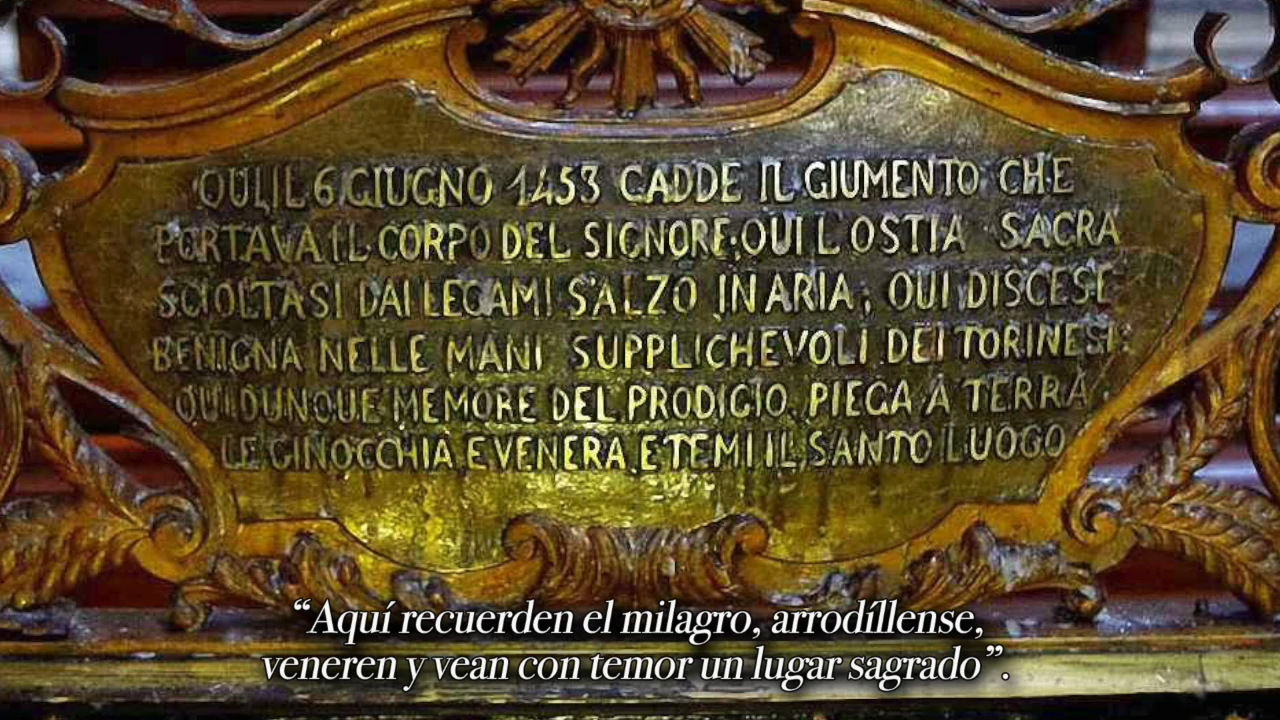 QUI, IL 6 GIUGNO 1453 CADDE IL GIUMENTO CHE
PORTAVA IL CORPO DEL SIGNORE; QUI L'OSTIA SACRA
SCIOLTASI DAI LEGAMI S'ALZO IN ARIA; QUI DISCESE
BENIGNA NELLE MANI SUPPLICHEVOLI DEI TORINESI:
QUI DUNQUE MEMORE DEL PRODIGIO, PIEGA A TERRA
LE GINOCCHIA E VENERA, E TEMI IL SANTO LUOGO
“Aquí recuerden el milagro, arrodíllense,
veneren y vean con temor un lugar sagrado”.